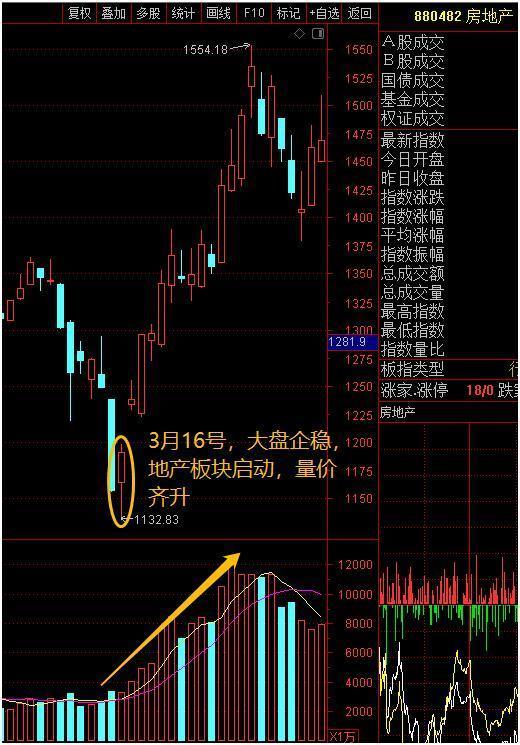 复权 叠加 多股 统计 画线 F10 标记 +自选 返回
880482 房地产
1554.18
1550
1525
1500
1475
1450
1425
1400
1375
1350
1325
1300
1281.9
1275
1250
1225
1200
1175
1150
3月16号，大盘企稳，
地产板块启动，量价
齐升
1132.83
12000
10000
8000
6000
4000
2000
X1万
A股成交
B股成交
国债成交
基金成交
权证成交
最新指数
今日开盘
昨日收盘
指数涨跌
指数涨幅
平均涨幅
指数振幅
总成交额
总成交量
最高指数
最低指数
指数量比
板指类型 行
涨家.涨停 18/0 跌家
房地产